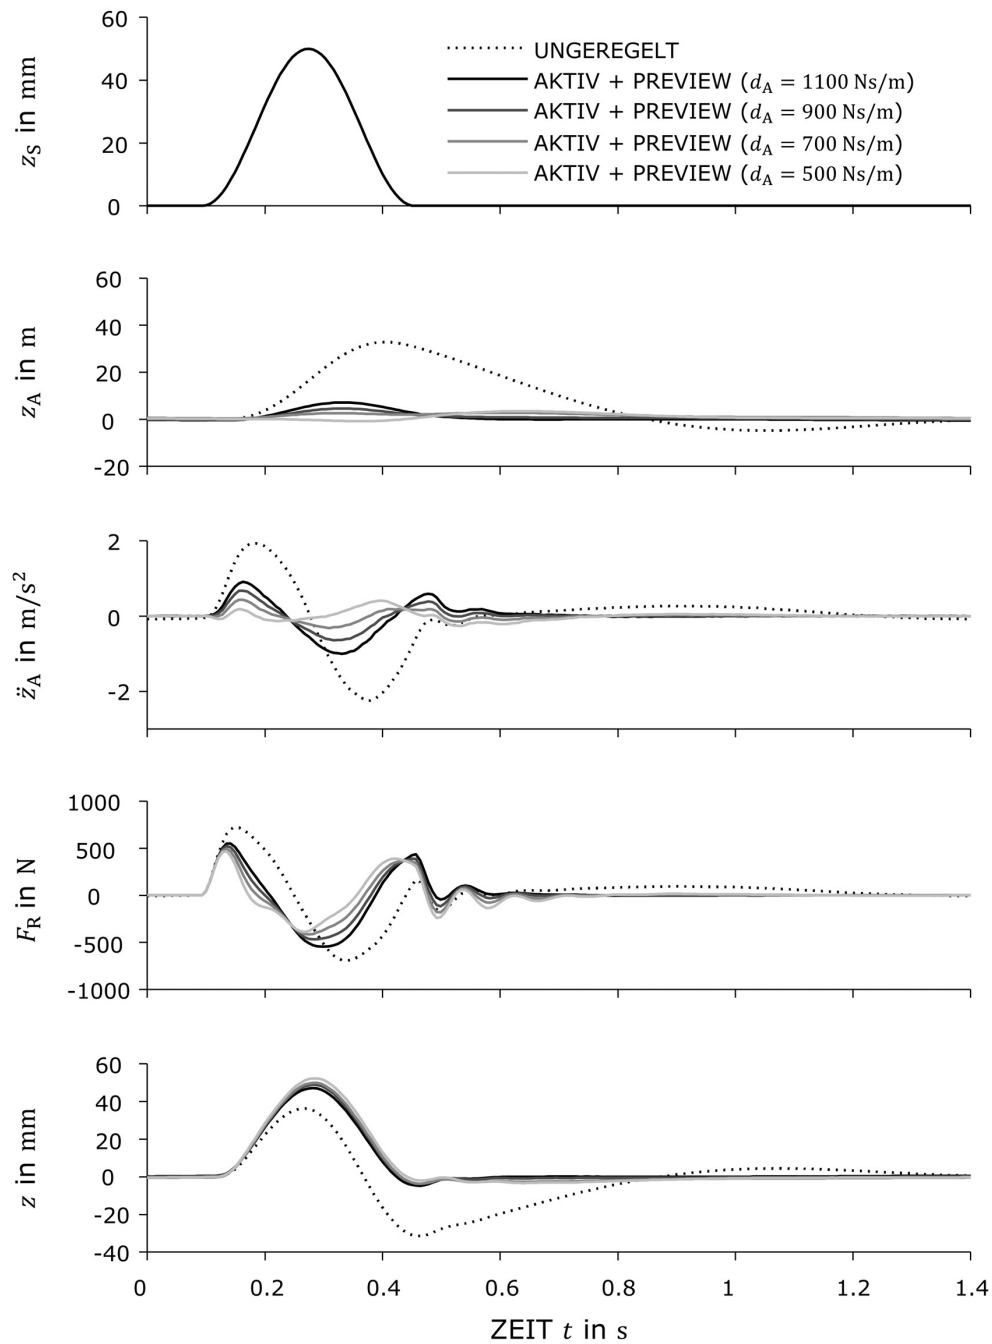 60
40
20
0
z_S in mm
UNGEREGELT
AKTIV + PREVIEW (d_A = 1100 Ns/m)
AKTIV + PREVIEW (d_A = 900 Ns/m)
AKTIV + PREVIEW (d_A = 700 Ns/m)
AKTIV + PREVIEW (d_A = 500 Ns/m)
60
40
20
0
-20
z_A in m
2
0
-2
z̈_A in m/s²
1000
500
0
-500
-1000
F_R in N
60
40
20
0
-20
-40
z in mm
0 0.2 0.4 0.6 0.8 1 1.2 1.4
ZEIT t in s